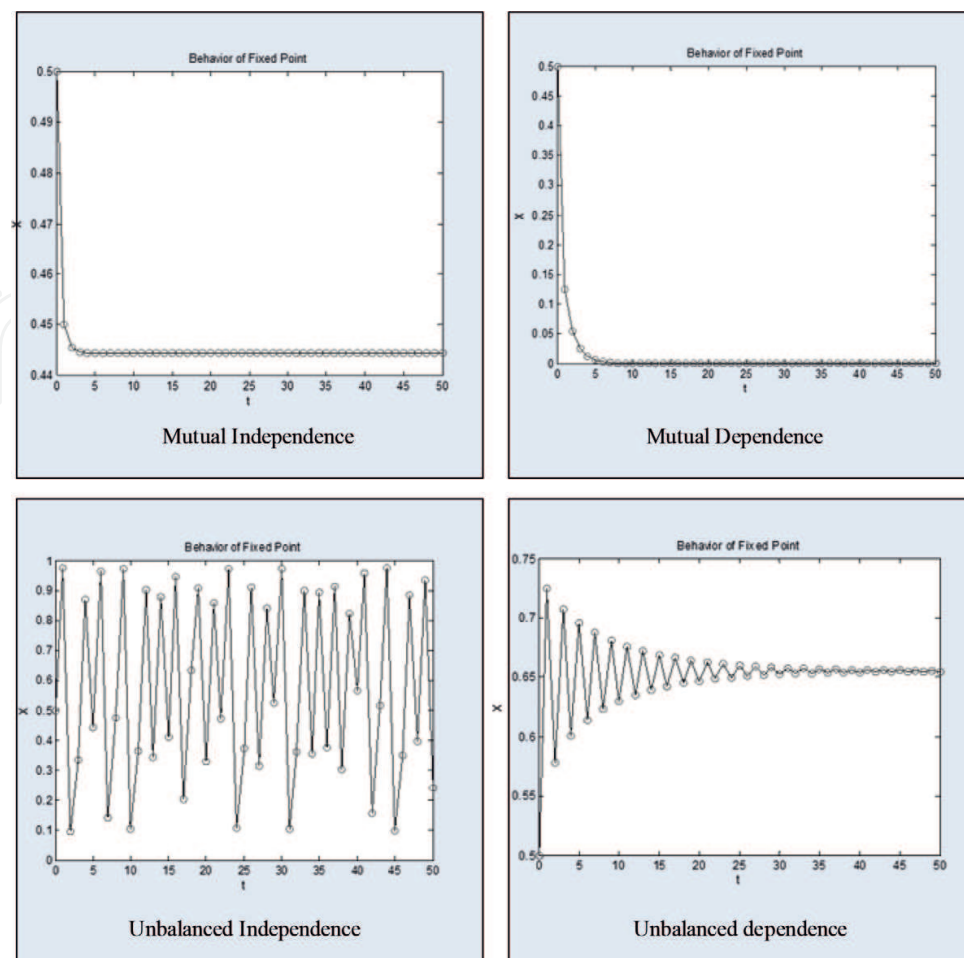 Behavior of Fixed Point
0.5
0.49
0.48
0.47
X
0.46
0.45
0.44
0 5 10 15 20 25 30 35 40 45 50
t
Mutual Independence
Behavior of Fixed Point
0.5
0.45
0.4
0.35
0.3
X
0.25
0.2
0.15
0.1
0.05
0
0 5 10 15 20 25 30 35 40 45 50
t
Mutual Dependence
Behavior of Fixed Point
1
0.9
0.8
0.7
0.6
X
0.5
0.4
0.3
0.2
0.1
0
0 5 10 15 20 25 30 35 40 45 50
t
Unbalanced Independence
Behavior of Fixed Point
0.75
0.7
0.65
X
0.6
0.55
0.5
0 5 10 15 20 25 30 35 40 45 50
t
Unbalanced dependence